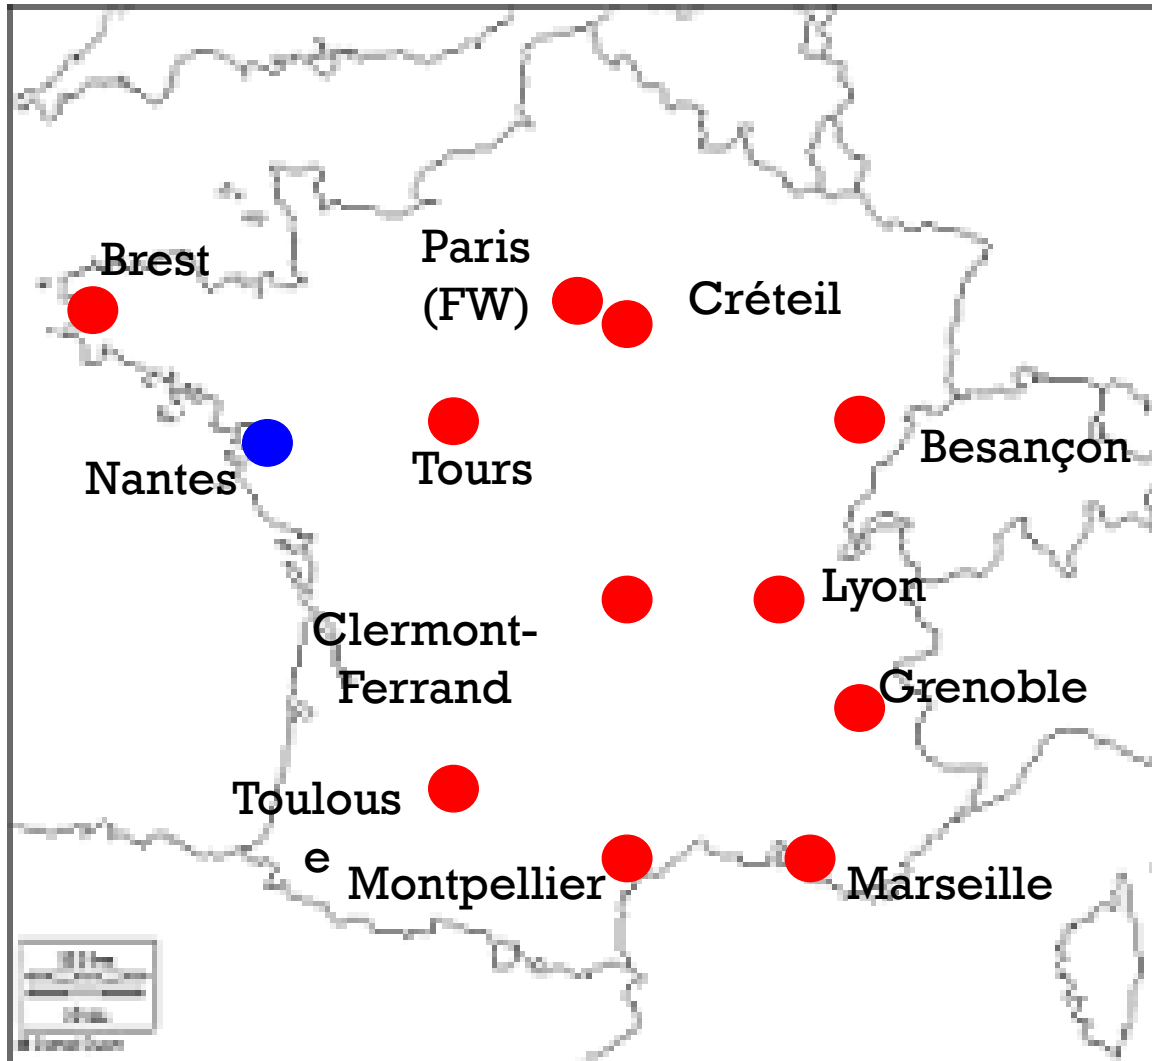 Brest
Paris
(FW)
Créteil
Nantes
Tours
Besançon
Clermont-
Ferrand
Lyon
Grenoble
Toulous
e
Montpellier
Marseille